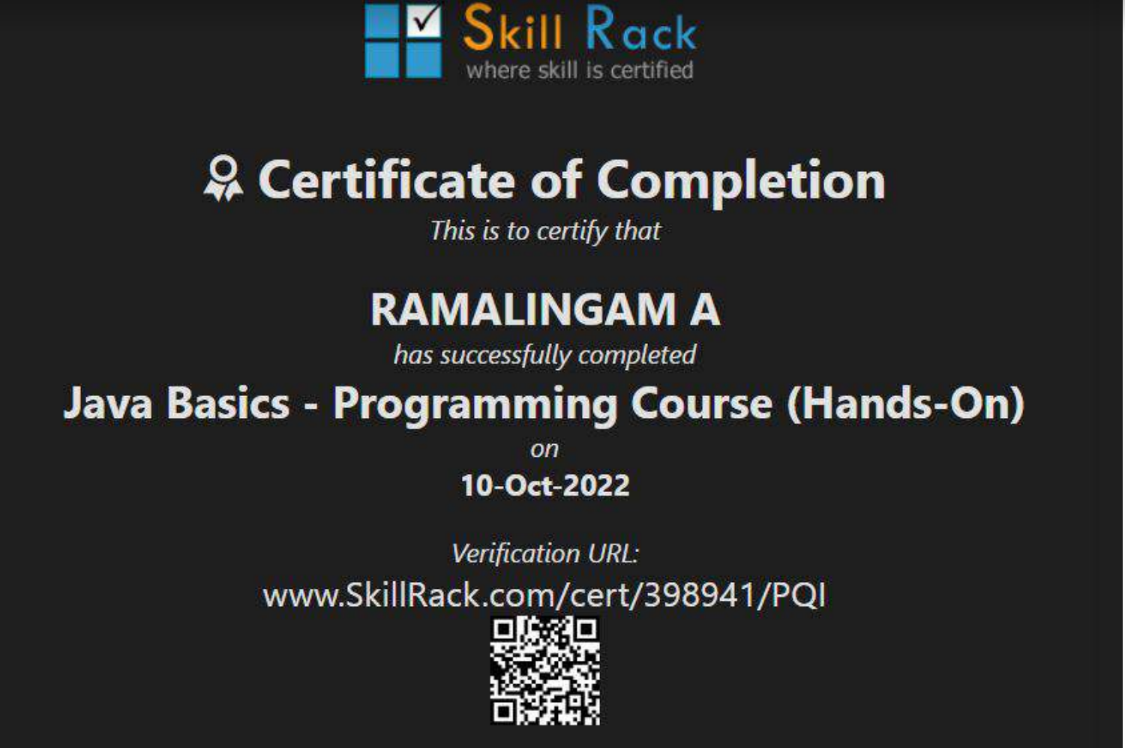 Skill Rack
where skill is certified
Certificate of Completion
This is to certify that
RAMALINGAM A
has successfully completed
Java Basics - Programming Course (Hands-On)
on
10-Oct-2022
Verification URL:
www.SkillRack.com/cert/398941/PQI